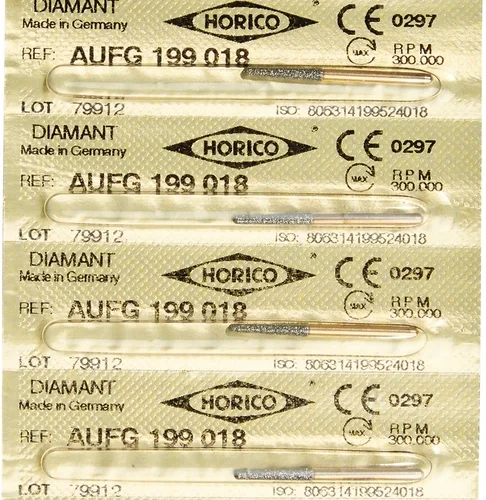 DIAMANT
Made in Germany
HORICO®
CE 0297
REF: AUFG 199 018
MAX RPM 300.000
LOT 79912
ISO: 806314199524018
DIAMANT
Made in Germany
HORICO®
CE 0297
REF: AUFG 199 018
MAX RPM 300.000
LOT 79912
ISO: 806314199524018
DIAMANT
Made in Germany
HORICO®
CE 0297
REF: AUFG 199 018
MAX RPM 300.000
LOT 79912
ISO: 806314199524018
DIAMANT
Made in Germany
HORICO®
CE 0297
REF: AUFG 199 018
MAX RPM 300.000
LOT 79912
ISO: 806314199524018